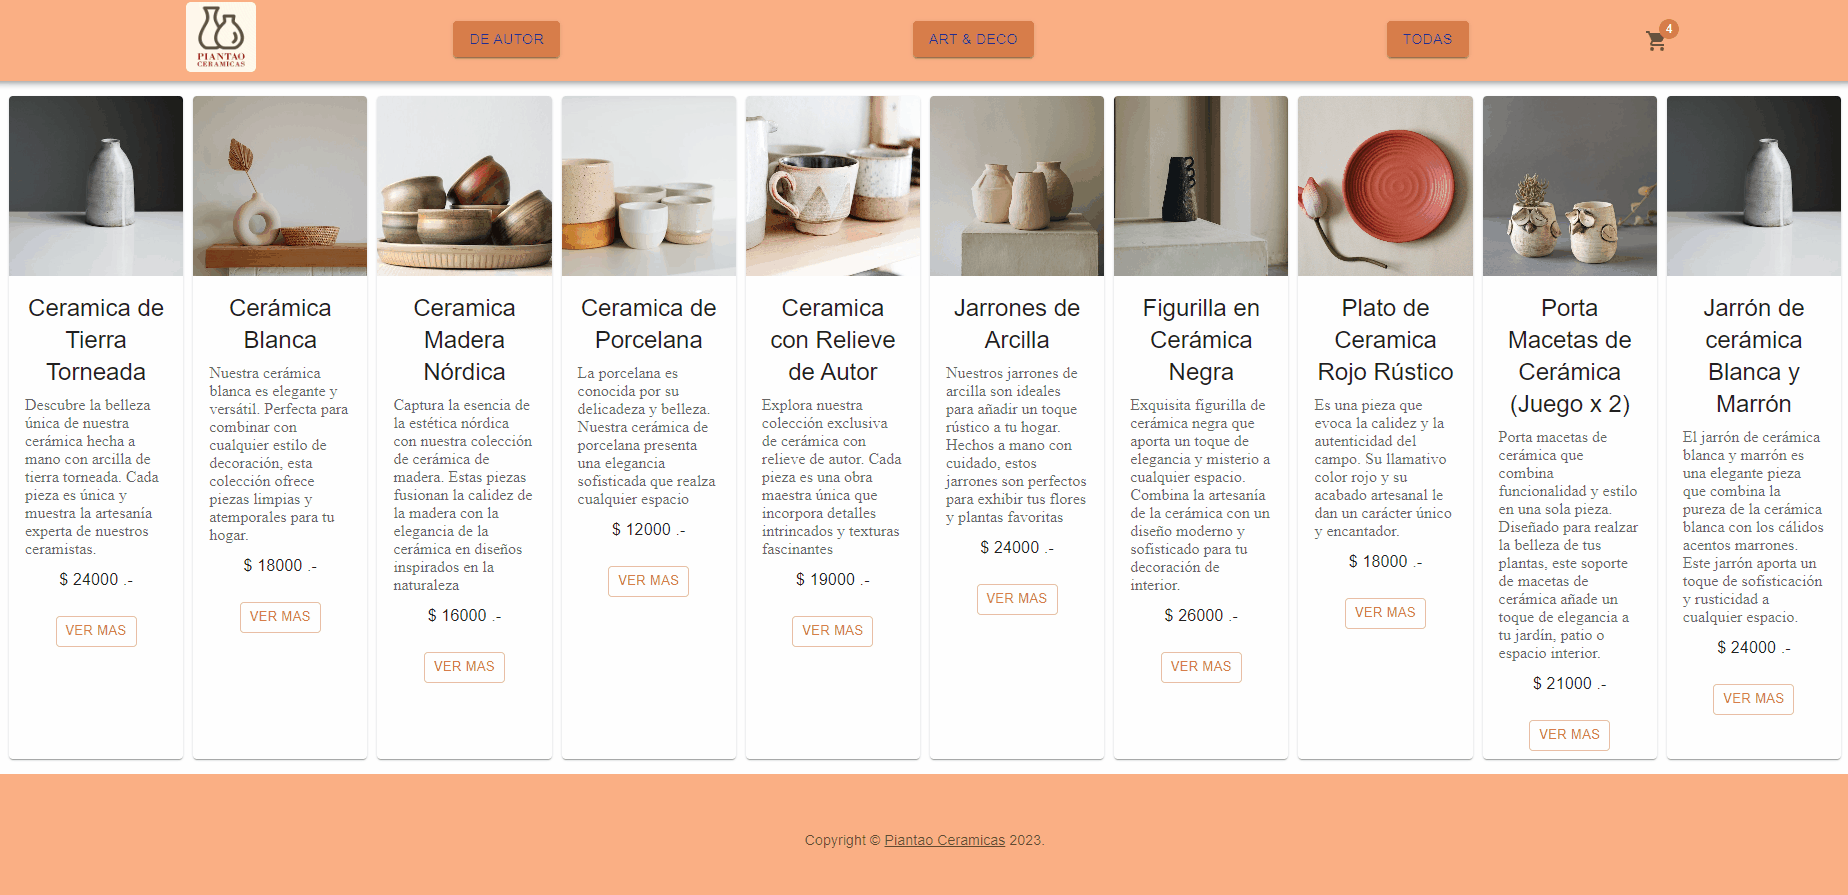 PIANTAO
CERAMICAS
DE AUTOR
ART & DECO
TODAS
4
Ceramica de
Tierra
Torneada
Descubre la belleza
única de nuestra
cerámica hecha a
mano con arcilla de
tierra torneada. Cada
pieza es única y
muestra la artesanía
experta de nuestros
ceramistas.
$ 24000 .-
VER MAS
Cerámica
Blanca
Nuestra cerámica
blanca es elegante y
versátil. Perfecta para
combinar con
cualquier estilo de
decoración, esta
colección ofrece
piezas limpias y
atemporales para tu
hogar.
$ 18000 .-
VER MAS
Ceramica
Madera
Nórdica
Captura la esencia de
la estética nórdica
con nuestra colección
de cerámica de
madera. Estas piezas
fusionan la calidez de
la madera con la
elegancia de la
cerámica en diseños
inspirados en la
naturaleza
$ 16000 .-
VER MAS
Ceramica de
Porcelana
La porcelana es
conocida por su
delicadeza y belleza.
Nuestra cerámica de
porcelana presenta
una elegancia
sofisticada que realza
cualquier espacio
$ 12000 .-
VER MAS
Ceramica
con Relieve
de Autor
Explora nuestra
colección exclusiva
de cerámica con
relieve de autor. Cada
pieza es una obra
maestra única que
incorpora detalles
intrincados y texturas
fascinantes
$ 19000 .-
VER MAS
Jarrones de
Arcilla
Nuestros jarrones de
arcilla son ideales
para añadir un toque
rústico a tu hogar.
Hechos a mano con
cuidado, estos
jarrones son perfectos
para exhibir tus flores
y plantas favoritas
$ 24000 .-
VER MAS
Figurilla en
Cerámica
Negra
Exquisita figurilla de
cerámica negra que
aporta un toque de
elegancia y misterio a
cualquier espacio.
Combina la artesanía
de la cerámica con un
diseño moderno y
sofisticado para tu
decoración de
interior.
$ 26000 .-
VER MAS
Plato de
Ceramica
Rojo Rústico
Es una pieza que
evoca la calidez y la
autenticidad del
campo. Su llamativo
color rojo y su
acabado artesanal le
dan un carácter único
y encantador.
$ 18000 .-
VER MAS
Porta
Macetas de
Cerámica
(Juego x 2)
Porta macetas de
cerámica que
combina
funcionalidad y estilo
en una sola pieza.
Diseñado para realzar
la belleza de tus
plantas, este soporte
de macetas de
cerámica añade un
toque de elegancia a
tu jardín, patio o
espacio interior.
$ 21000 .-
VER MAS
Jarrón de
cerámica
Blanca y
Marrón
El jarrón de cerámica
blanca y marrón es
una elegante pieza
que combina la
pureza de la cerámica
blanca con los cálidos
acentos marrones.
Este jarrón aporta un
toque de sofisticación
y rusticidad a
cualquier espacio.
$ 24000 .-
VER MAS
Copyright © Piantao Ceramicas 2023.